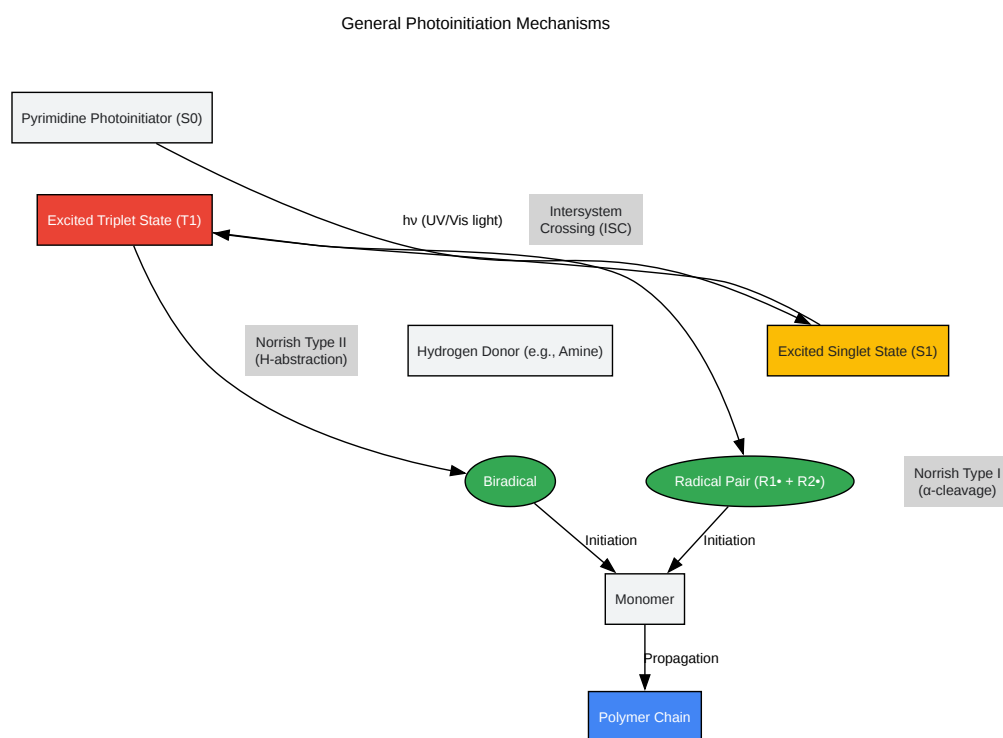 General Photoinitiation Mechanisms
Pyrimidine Photoinitiator (S0)
Excited Triplet State (T1)
hν (UV/Vis light)
Intersystem
Crossing (ISC)
Norrish Type II
(H-abstraction)
Hydrogen Donor (e.g., Amine)
Excited Singlet State (S1)
Biradical
Radical Pair (R1• + R2•)
Norrish Type I
(α-cleavage)
Initiation
Initiation
Monomer
Propagation
Polymer Chain